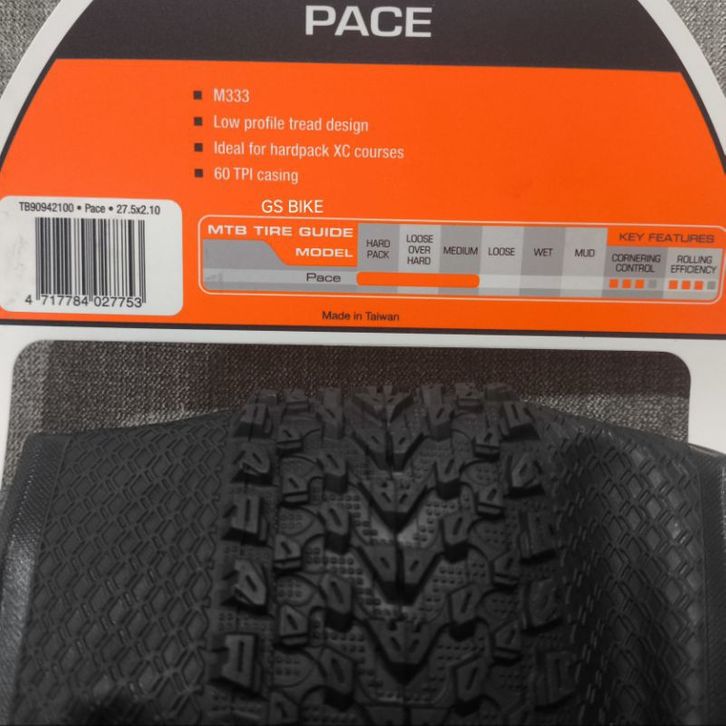 PACE
M333
Low profile tread design
Ideal for hardpack XC courses
60 TPI casing
TB90942100 • Pace • 27.5x2.10
4 717784 027753
GS BIKE
MTB TIRE GUIDE
MODEL
HARD PACK
LOOSE OVER HARD
MEDIUM
LOOSE
WET
MUD
KEY FEATURES
CORNERING CONTROL
ROLLING EFFICIENCY
Pace
Made in Taiwan